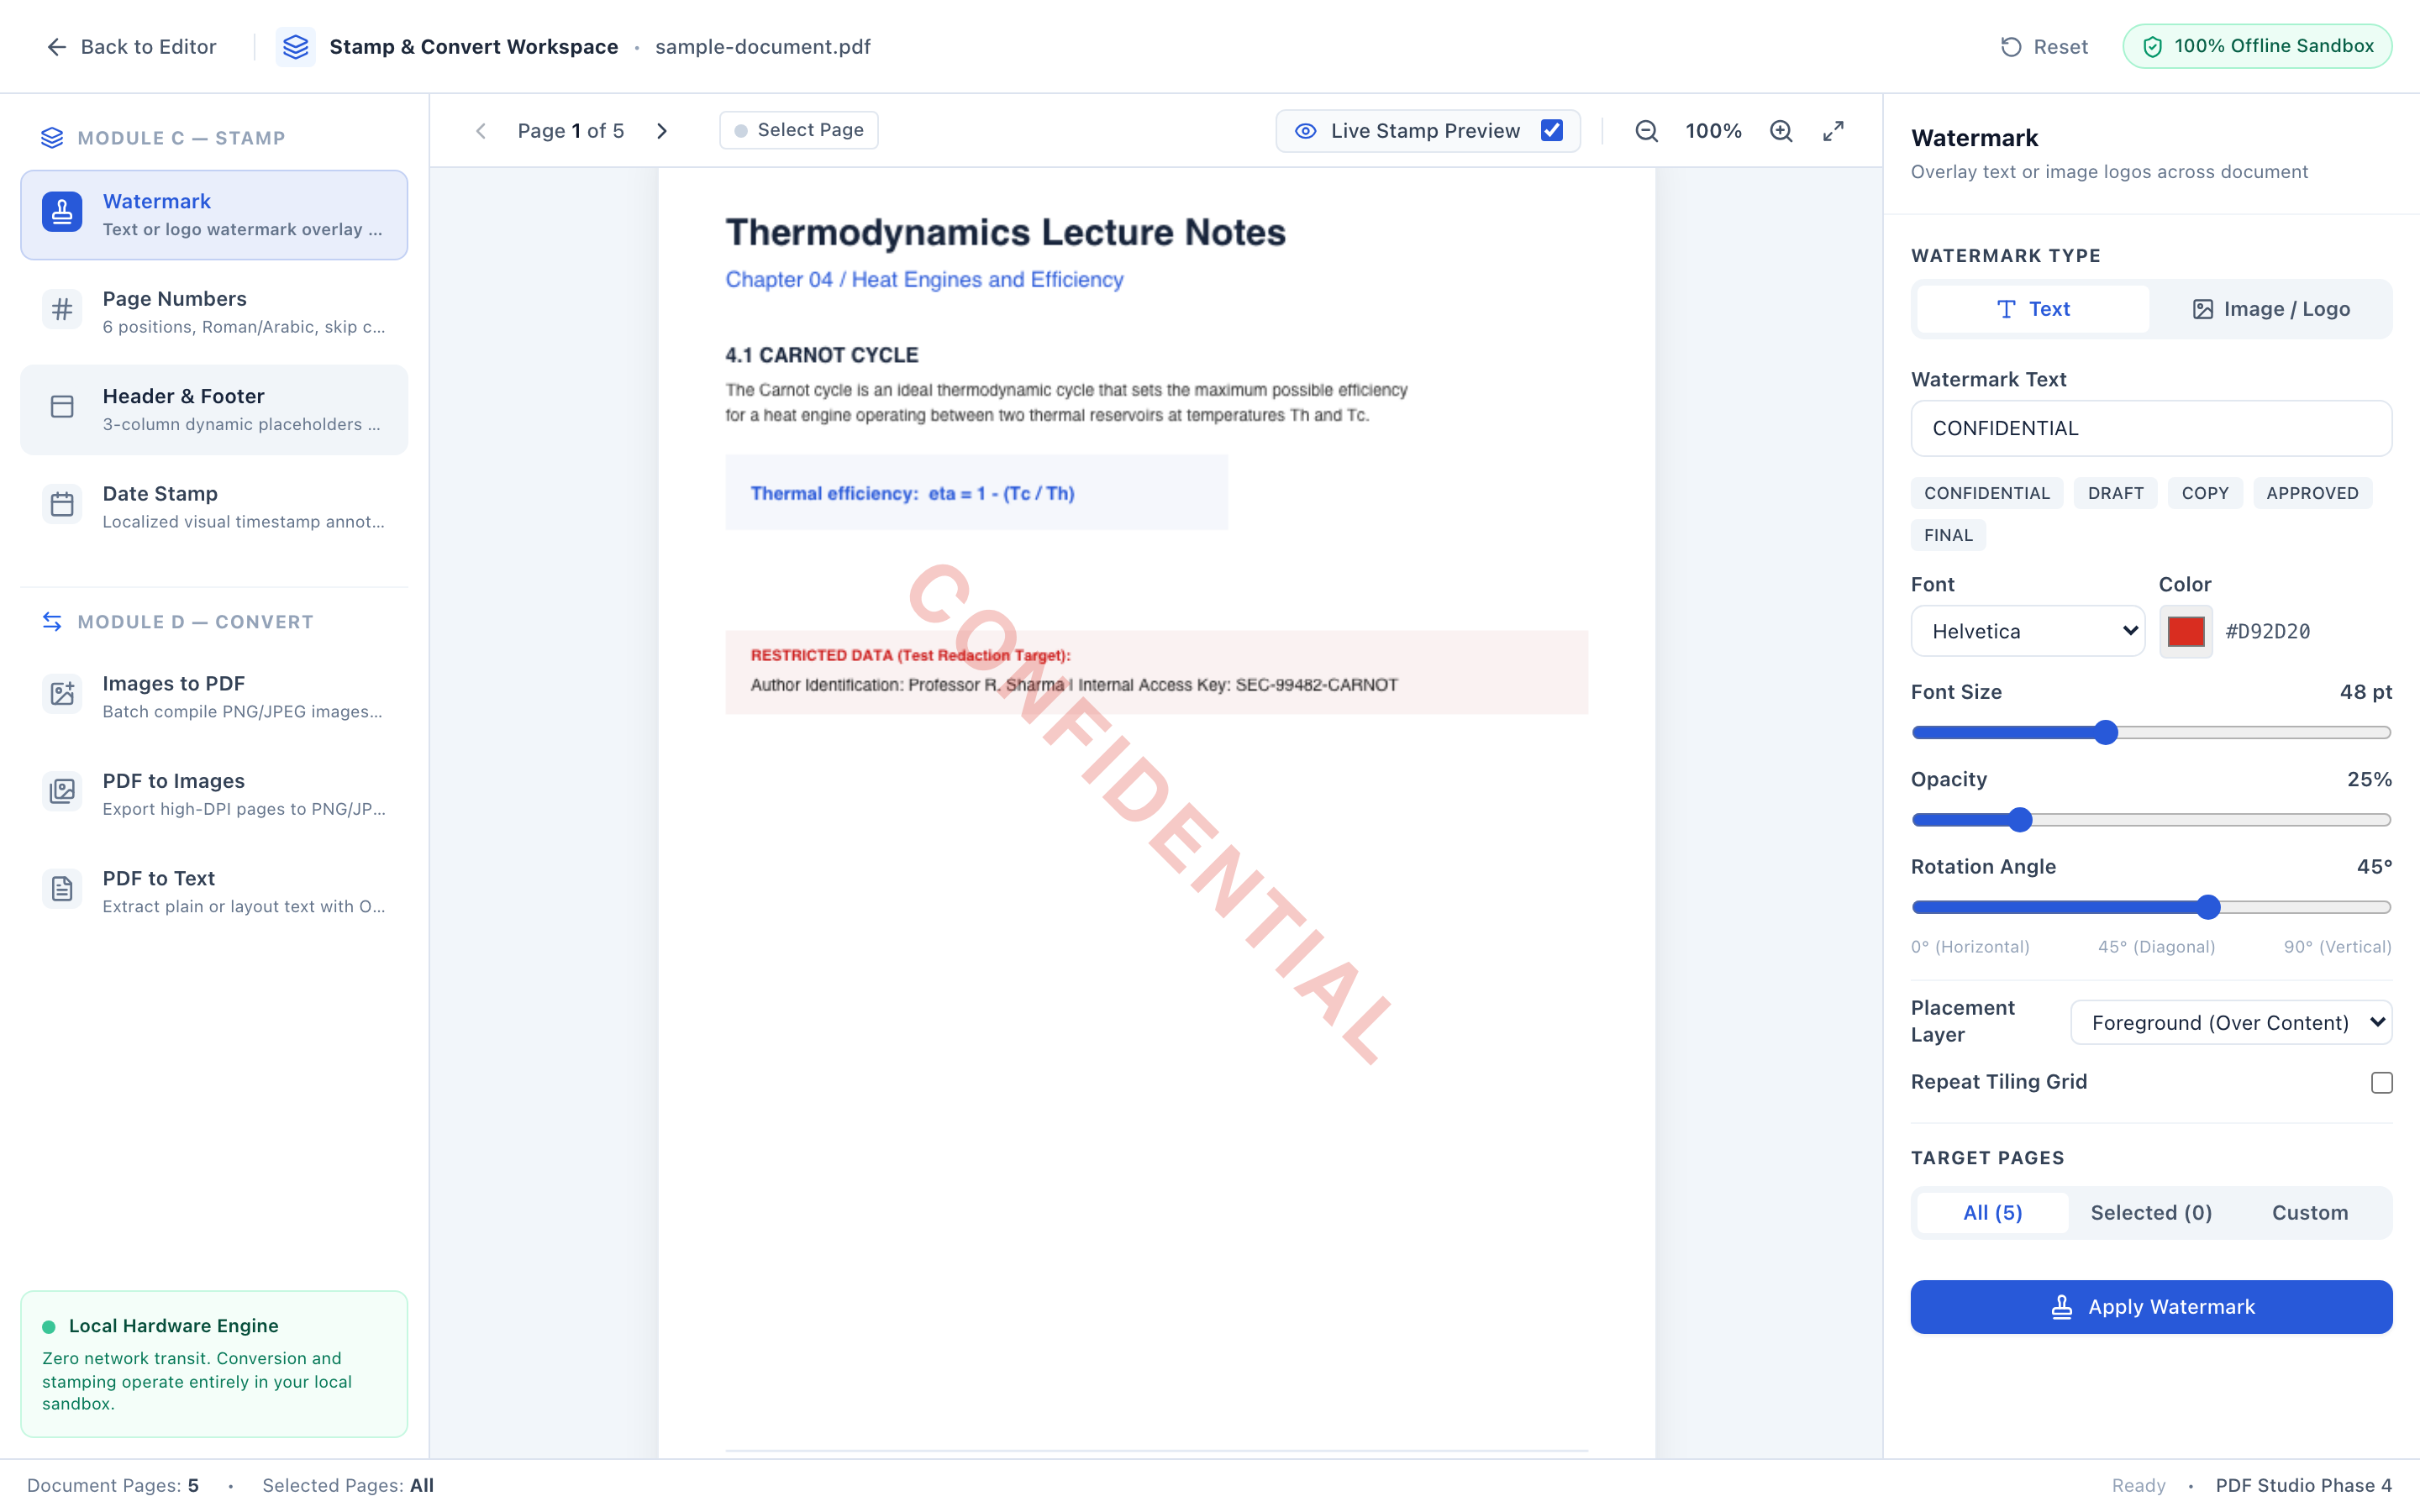 Back to Editor
Stamp & Convert Workspace • sample-document.pdf
Reset
100% Offline Sandbox
MODULE C — STAMP
Watermark
Text or logo watermark overlay ...
Page Numbers
6 positions, Roman/Arabic, skip c...
Header & Footer
3-column dynamic placeholders ...
Date Stamp
Localized visual timestamp annot...
MODULE D — CONVERT
Images to PDF
Batch compile PNG/JPEG images...
PDF to Images
Export high-DPI pages to PNG/JP...
PDF to Text
Extract plain or layout text with O...
Local Hardware Engine
Zero network transit. Conversion and
stamping operate entirely in your local
sandbox.
Page 1 of 5
Select Page
Live Stamp Preview
100%
Thermodynamics Lecture Notes
Chapter 04 / Heat Engines and Efficiency
4.1 CARNOT CYCLE
The Carnot cycle is an ideal thermodynamic cycle that sets the maximum possible efficiency
for a heat engine operating between two thermal reservoirs at temperatures Th and Tc.
Thermal efficiency: eta = 1 - (Tc / Th)
RESTRICTED DATA (Test Redaction Target):
Author Identification: Professor R. Sharma | Internal Access Key: SEC-99482-CARNOT
CONFIDENTIAL
Watermark
Overlay text or image logos across document
WATERMARK TYPE
Text
Image / Logo
Watermark Text
CONFIDENTIAL
CONFIDENTIAL DRAFT COPY APPROVED
FINAL
Font Color
Helvetica #D92D20
Font Size 48 pt
Opacity 25%
Rotation Angle 45°
0° (Horizontal) 45° (Diagonal) 90° (Vertical)
Placement
Layer
Foreground (Over Content)
Repeat Tiling Grid
TARGET PAGES
All (5) Selected (0) Custom
Apply Watermark
Document Pages: 5 • Selected Pages: All
Ready • PDF Studio Phase 4